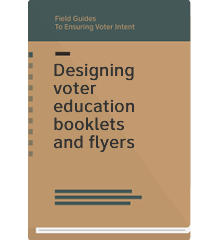 Field Guides
To Ensuring Voter Intent
Designing
voter
education
booklets
and flyers